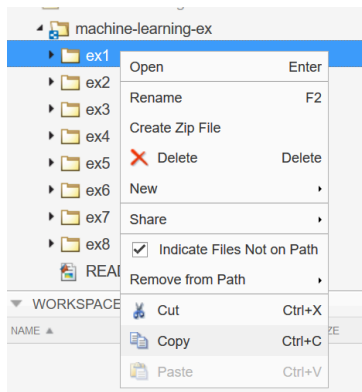 machine-learning-ex
ex1
Open Enter
ex2
Rename F2
ex3
Create Zip File
ex4
Delete Delete
ex5
ex6
New
ex7
Share
ex8
Indicate Files Not on Path
REA
Remove from Path
WORKSPACE
Cut Ctrl+X
NAME ZE
Copy Ctrl+C
Paste Ctrl+V